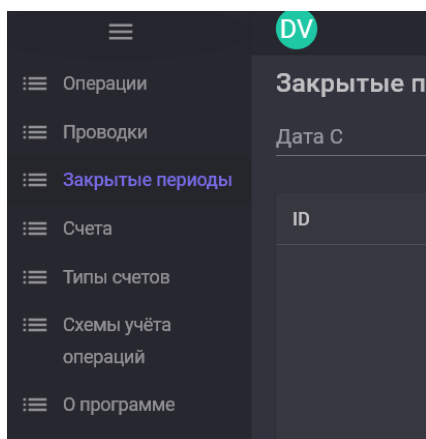 DV
Операции
Проводки
Закрытые периоды
Счета
Типы счетов
Схемы учёта
операций
О программе
Закрытые п
Дата С
ID